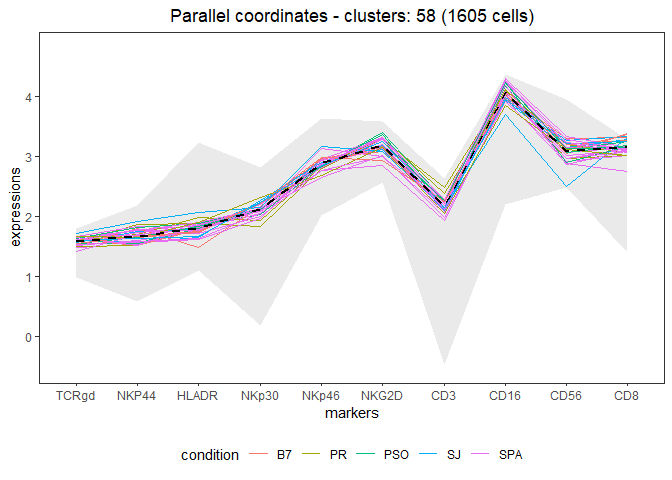 Parallel coordinates - clusters: 58 (1605 cells)
expressions
4
3
2
1
0
TCRgd NKP44 HLADR NKp30 NKp46 NKG2D CD3 CD16 CD56 CD8
markers
condition B7 PR PSO SJ SPA